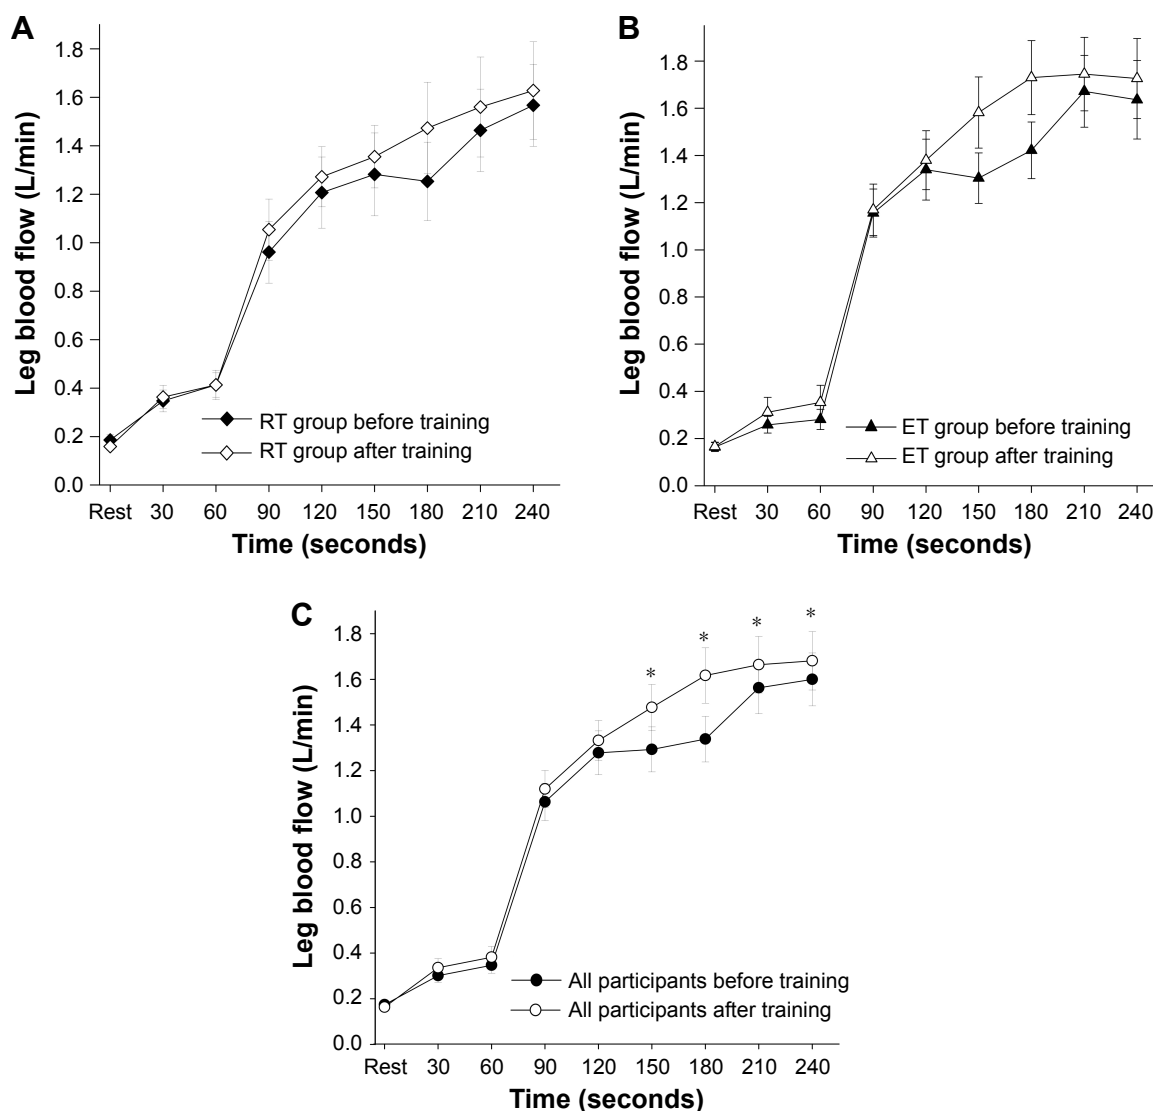 A
Leg blood flow (L/min)
1.8
1.6
1.4
1.2
1.0
0.8
0.6
0.4
0.2
0.0
RT group before training
RT group after training
Rest 30 60 90 120 150 180 210 240
Time (seconds)
B
Leg blood flow (L/min)
1.8
1.6
1.4
1.2
1.0
0.8
0.6
0.4
0.2
0.0
ET group before training
ET group after training
Rest 30 60 90 120 150 180 210 240
Time (seconds)
C
Leg blood flow (L/min)
1.8
1.6
1.4
1.2
1.0
0.8
0.6
0.4
0.2
0.0
* * * *
All participants before training
All participants after training
Rest 30 60 90 120 150 180 210 240
Time (seconds)